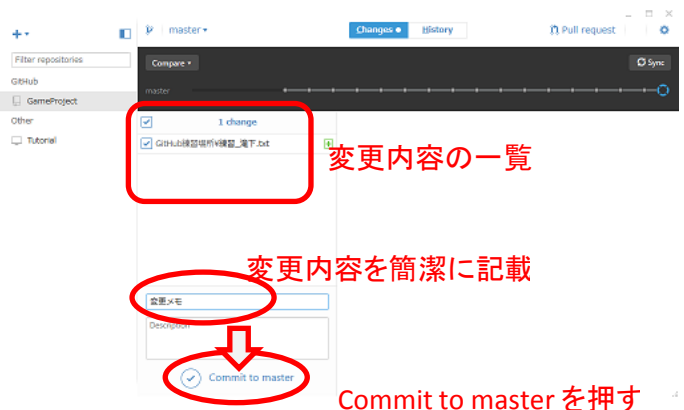 master
Changes
History
Pull request
Filter repositories
Compare
Sync
GitHub
master
GameProject
Other
1 change
Tutorial
GitHub練習場所¥練習_滝下.txt
変更内容の一覧
変更内容を簡潔に記載
変更メモ
Description
Commit to master
Commit to master を押す